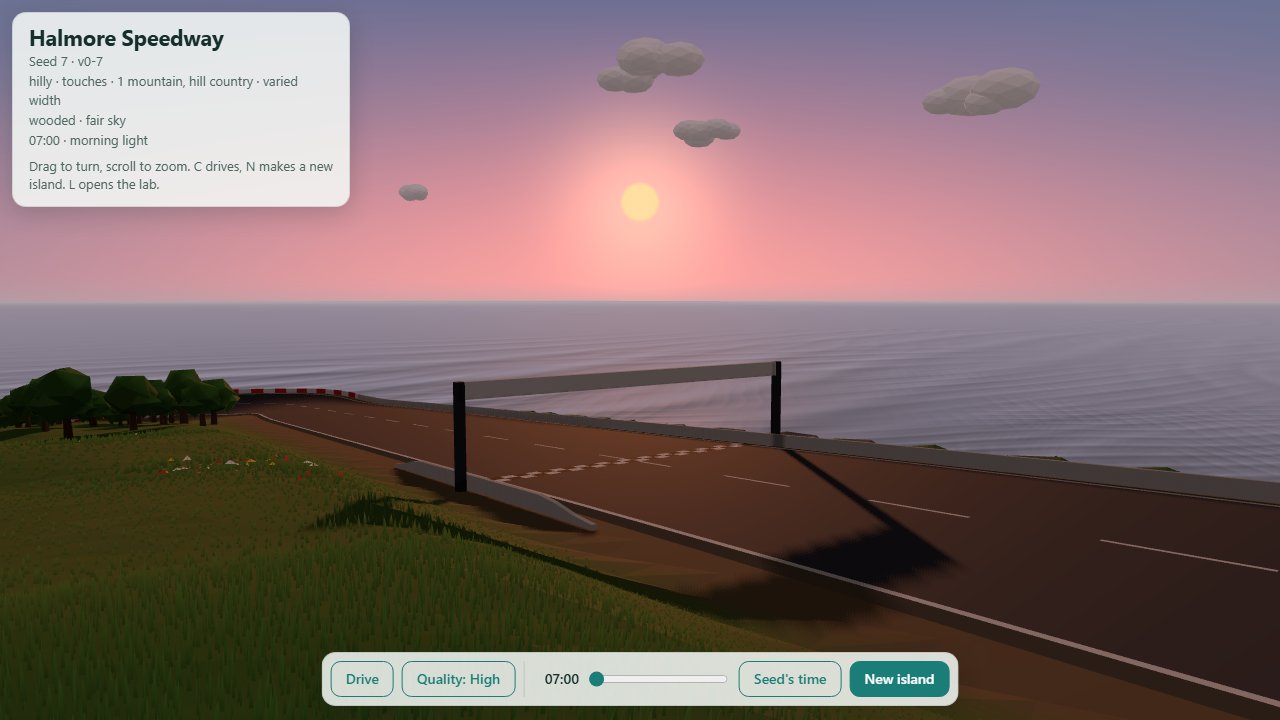 Halmore Speedway
Seed 7 · v0-7
hilly · touches · 1 mountain, hill country · varied
width
wooded · fair sky
07:00 · morning light
Drag to turn, scroll to zoom. C drives, N makes a new
island. L opens the lab.
Drive
Quality: High
07:00
Seed's time
New island